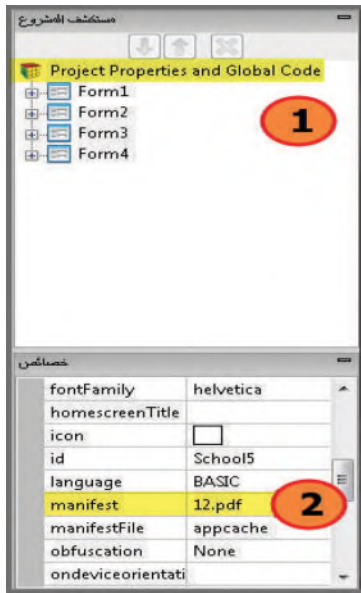 مستكشف المشروع
Project Properties and Global Code
Form1
Form2
Form3
Form4
1
خصائص
fontFamily helvetica
homescreenTitle
icon
id School5
language BASIC
manifest 12.pdf
2
manifestFile appcache
obfuscation None
ondeviceorientati